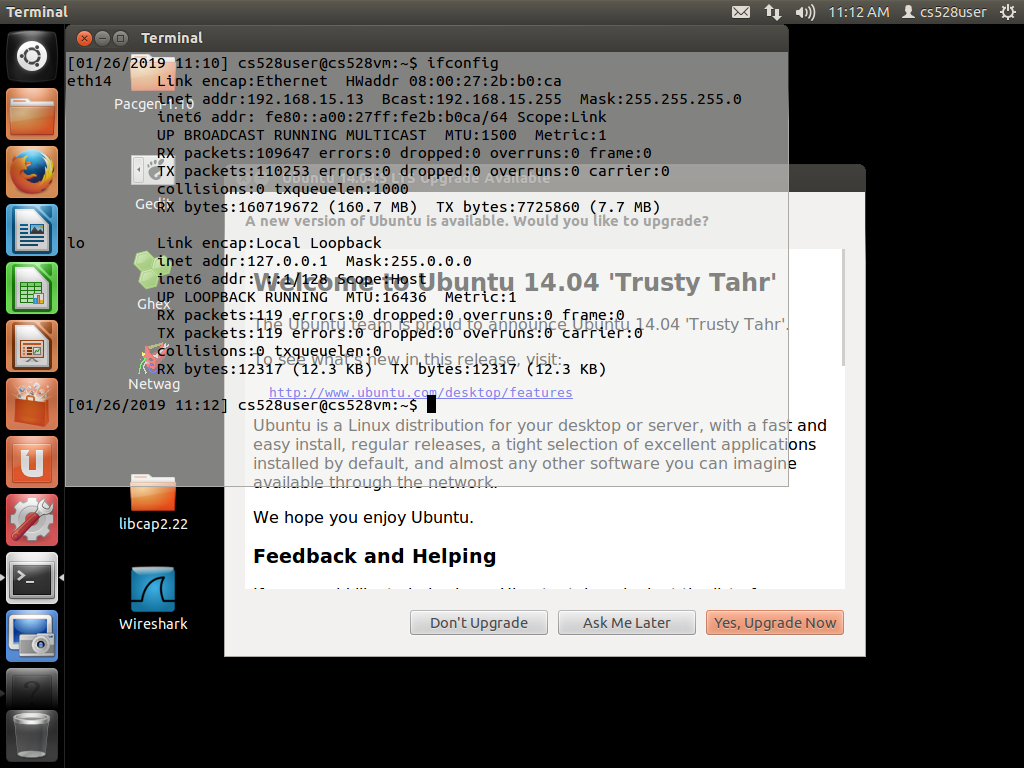 Terminal
11:12 AM
cs528user
Terminal
[01/26/2019 11:10] cs528user@cs528vm:~$ ifconfig
eth14 Link encap:Ethernet HWaddr 08:00:27:2b:b0:ca
inet addr:192.168.15.13 Bcast:192.168.15.255 Mask:255.255.255.0
inet6 addr: fe80::a00:27ff:fe2b:b0ca/64 Scope:Link
UP BROADCAST RUNNING MULTICAST MTU:1500 Metric:1
RX packets:109647 errors:0 dropped:0 overruns:0 frame:0
TX packets:110253 errors:0 dropped:0 overruns:0 carrier:0
collisions:0 txqueuelen:1000
RX bytes:160719672 (160.7 MB) TX bytes:7725860 (7.7 MB)
lo Link encap:Local Loopback
inet addr:127.0.0.1 Mask:255.0.0.0
inet6 addr: ::1/128 Scope:Host
UP LOOPBACK RUNNING MTU:16436 Metric:1
RX packets:119 errors:0 dropped:0 overruns:0 frame:0
TX packets:119 errors:0 dropped:0 overruns:0 carrier:0
collisions:0 txqueuelen:0
RX bytes:12317 (12.3 KB) TX bytes:12317 (12.3 KB)
[01/26/2019 11:12] cs528user@cs528vm:~$
Pacgen-1.10
Gedit
Ghex
Netwag
libcap2.22
Wireshark
Upgrade Available
A new version of Ubuntu is available. Would you like to upgrade?
Welcome to Ubuntu 14.04 'Trusty Tahr'
The Ubuntu team is proud to announce Ubuntu 14.04 'Trusty Tahr'.
To see what's new in this release, visit:
http://www.ubuntu.com/desktop/features
Ubuntu is a Linux distribution for your desktop or server, with a fast and
easy install, regular releases, a tight selection of excellent applications
installed by default, and almost any other software you can imagine
available through the network.
We hope you enjoy Ubuntu.
Feedback and Helping
Don't Upgrade
Ask Me Later
Yes, Upgrade Now